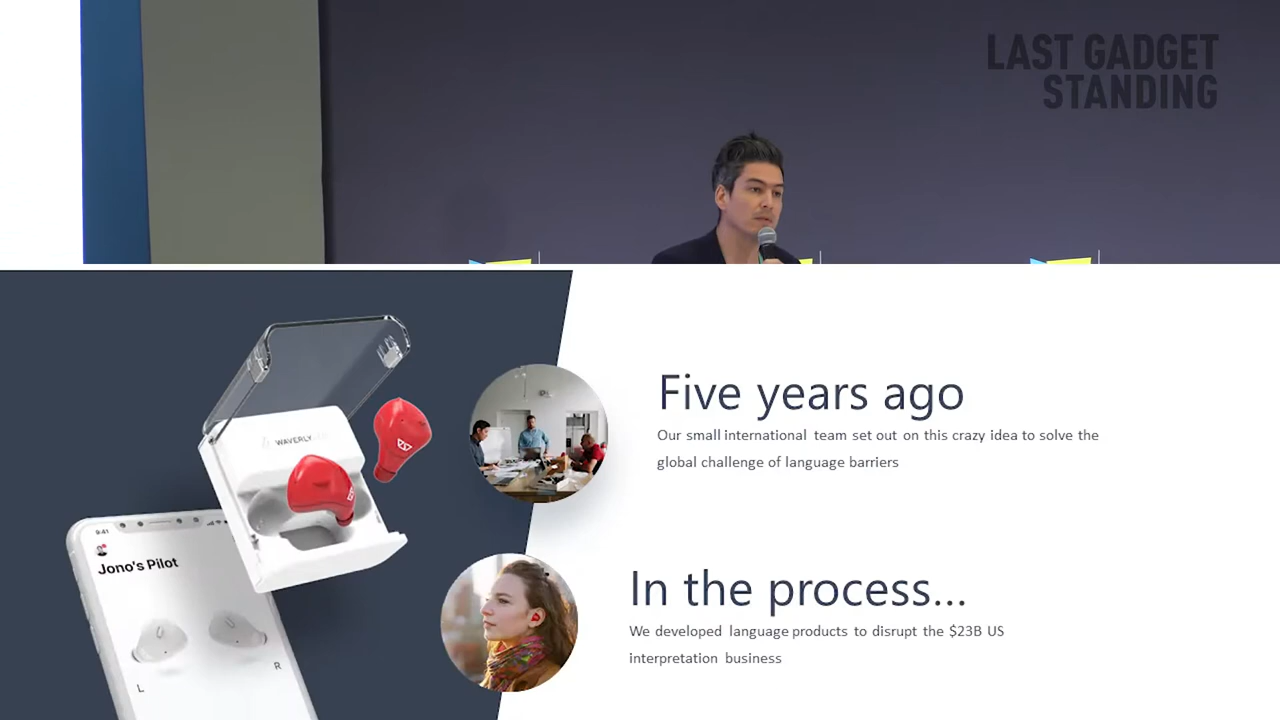 LAST GADGET
STANDING
WAVERLY
9:41
Jono's Pilot
L
R
Five years ago
Our small international team set out on this crazy idea to solve the
global challenge of language barriers
In the process...
We developed language products to disrupt the $23B US
interpretation business